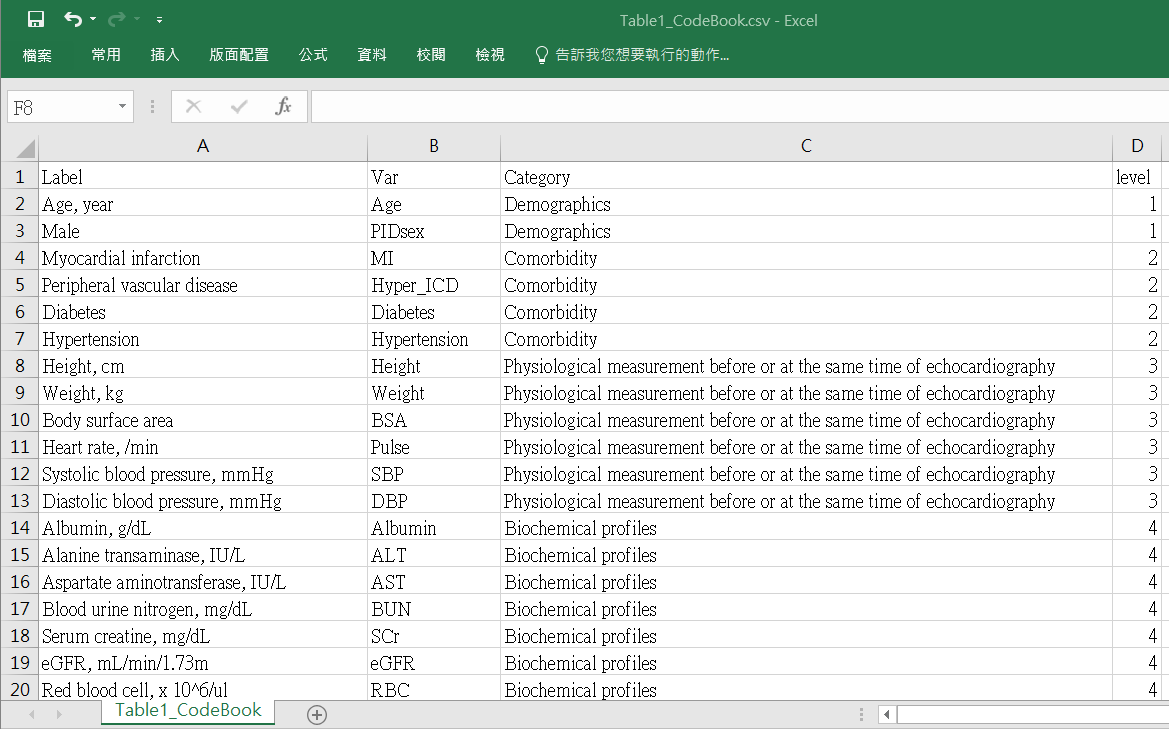 Table1_CodeBook.csv - Excel
檔案 常用 插入 版面配置 公式 資料 校閱 檢視 告訴我您想要執行的動作...
F8 fx
A B C D
1 Label Var Category level
2 Age, year Age Demographics 1
3 Male PIDsex Demographics 1
4 Myocardial infarction MI Comorbidity 2
5 Peripheral vascular disease Hyper_ICD Comorbidity 2
6 Diabetes Diabetes Comorbidity 2
7 Hypertension Hypertension Comorbidity 2
8 Height, cm Height Physiological measurement before or at the same time of echocardiography 3
9 Weight, kg Weight Physiological measurement before or at the same time of echocardiography 3
10 Body surface area BSA Physiological measurement before or at the same time of echocardiography 3
11 Heart rate, /min Pulse Physiological measurement before or at the same time of echocardiography 3
12 Systolic blood pressure, mmHg SBP Physiological measurement before or at the same time of echocardiography 3
13 Diastolic blood pressure, mmHg DBP Physiological measurement before or at the same time of echocardiography 3
14 Albumin, g/dL Albumin Biochemical profiles 4
15 Alanine transaminase, IU/L ALT Biochemical profiles 4
16 Aspartate aminotransferase, IU/L AST Biochemical profiles 4
17 Blood urine nitrogen, mg/dL BUN Biochemical profiles 4
18 Serum creatine, mg/dL SCr Biochemical profiles 4
19 eGFR, mL/min/1.73m eGFR Biochemical profiles 4
20 Red blood cell, x 10^6/ul RBC Biochemical profiles 4
Table1_CodeBook